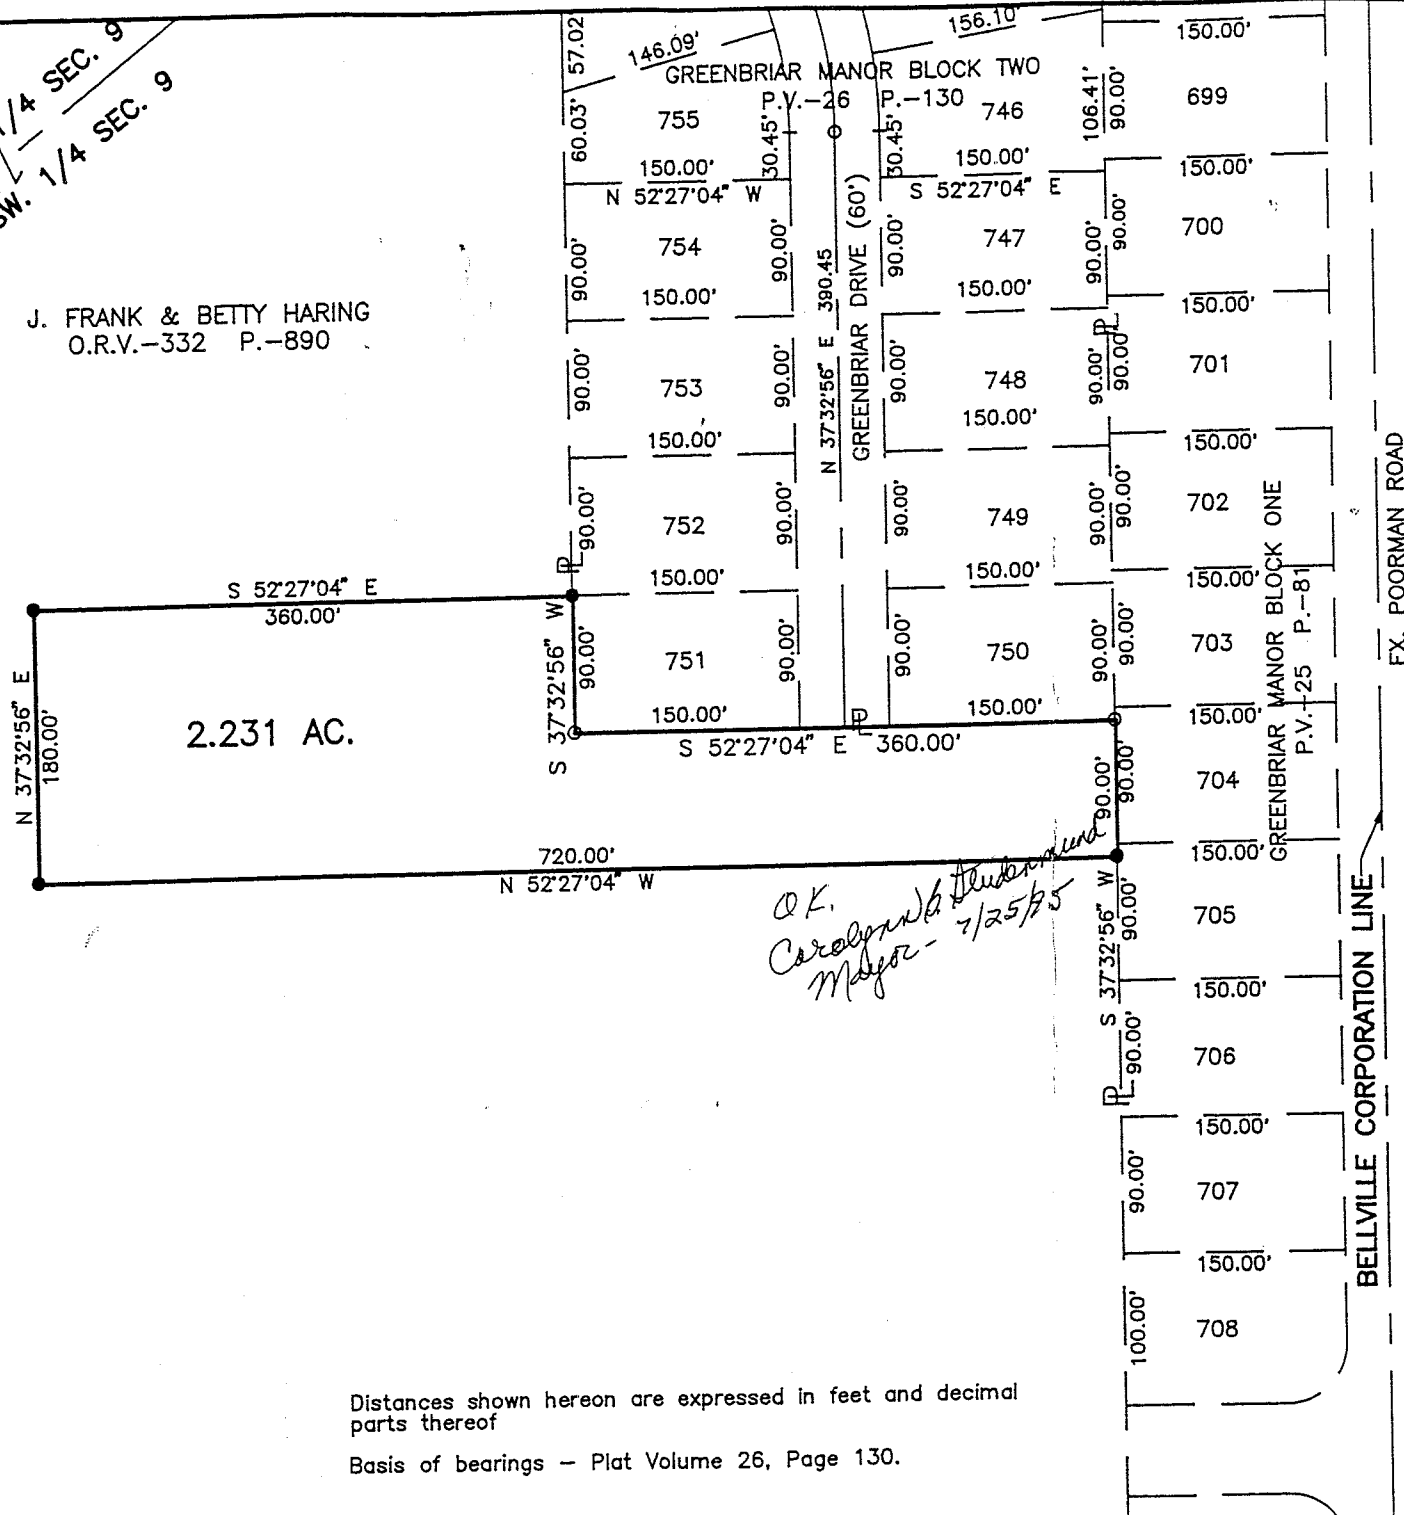 1/4 SEC. 9
SW. 1/4 SEC. 9
57.02
146.09'
156.10'
150.00'
GREENBRIAR MANOR BLOCK TWO
P.V.-26 P.-130
60.03'
755
30.45'
30.45'
746
106.41'
90.00'
699
150.00'
N 52°27'04" W
150.00'
S 52°27'04" E
150.00'
J. FRANK & BETTY HARING
O.R.V.-332 P.-890
90.00'
754
90.00'
150.00'
N 37°32'56" E 390.45
GREENBRIAR DRIVE (60')
90.00'
747
90.00'
150.00'
90.00'
700
150.00'
90.00'
753
90.00'
150.00'
90.00'
748
90.00'
150.00'
PL
90.00'
701
150.00'
90.00'
752
90.00'
150.00'
90.00'
749
90.00'
150.00'
90.00'
702
150.00'
GREENBRIAR MANOR BLOCK ONE
P.V.-25 P.-81
EX. POORMAN ROAD
PL
S 52°27'04" E
360.00'
S 37°32'56" W
90.00'
751
90.00'
150.00'
90.00'
750
90.00'
150.00'
90.00'
703
150.00'
N 37°32'56" E
180.00'
2.231 AC.
S 52°27'04" E
PL
360.00'
90.00'
90.00'
704
150.00'
720.00'
N 52°27'04" W
O.K.
Carolynn B. Studenmund
Mayor - 7/25/95
S 37°32'56" W
90.00'
705
150.00'
90.00'
706
PL
150.00'
90.00'
707
150.00'
100.00'
708
BELLVILLE CORPORATION LINE
Distances shown hereon are expressed in feet and decimal
parts thereof
Basis of bearings — Plat Volume 26, Page 130.